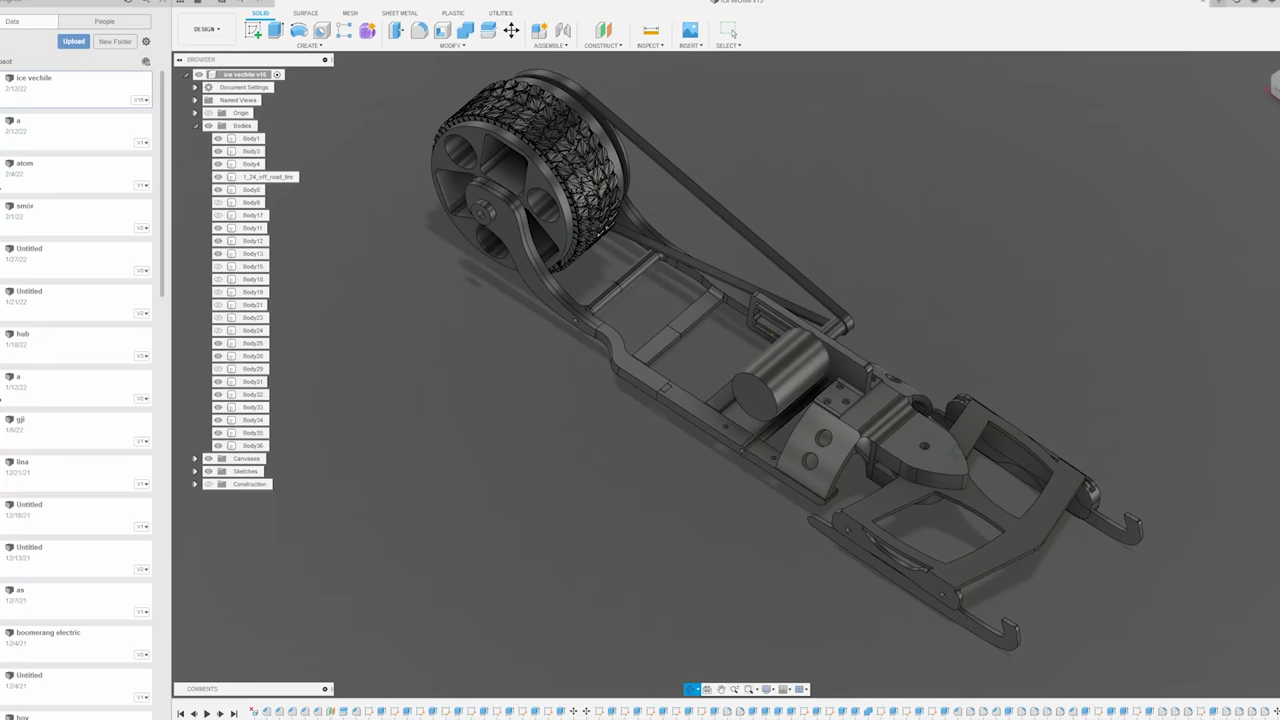 Data
People
Upload
New Folder
ice vechile
2/12/22
V15
a
2/12/22
V1
atom
2/4/22
V1
smör
2/1/22
V2
Untitled
1/27/22
V3
Untitled
1/21/22
V2
hub
1/18/22
V3
a
1/12/22
V2
gji
1/6/22
V1
lina
12/21/21
V1
Untitled
12/18/21
V1
Untitled
12/13/21
V2
as
12/7/21
V1
boomerang electric
12/4/21
V3
Untitled
12/4/21
V1
SOLID
SURFACE
MESH
SHEET METAL
PLASTIC
UTILITIES
DESIGN
CREATE
MODIFY
ASSEMBLE
CONSTRUCT
INSPECT
INSERT
SELECT
BROWSER
ice vechile v15
Document Settings
Named Views
Origin
Bodies
Body1
Body3
Body4
1_24_off_road_tire
Body8
Body9
Body17
Body11
Body12
Body13
Body15
Body18
Body19
Body21
Body23
Body24
Body25
Body28
Body29
Body31
Body32
Body33
Body34
Body35
Body36
Canvases
Sketches
Construction
COMMENTS